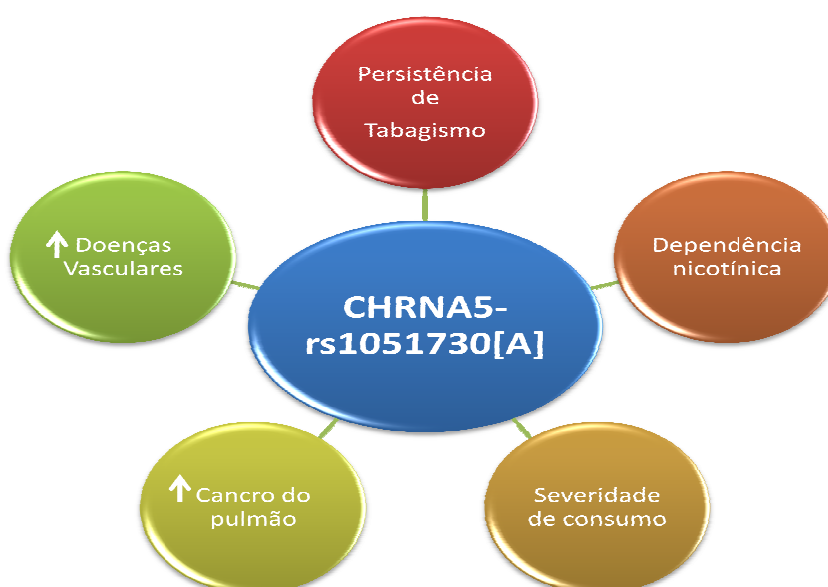 Persistência
de
Tabagismo
↑ Doenças
Vasculares
Dependência
nicotínica
CHRNA5-
rs1051730[A]
↑ Cancro do
pulmão
Severidade
de consumo